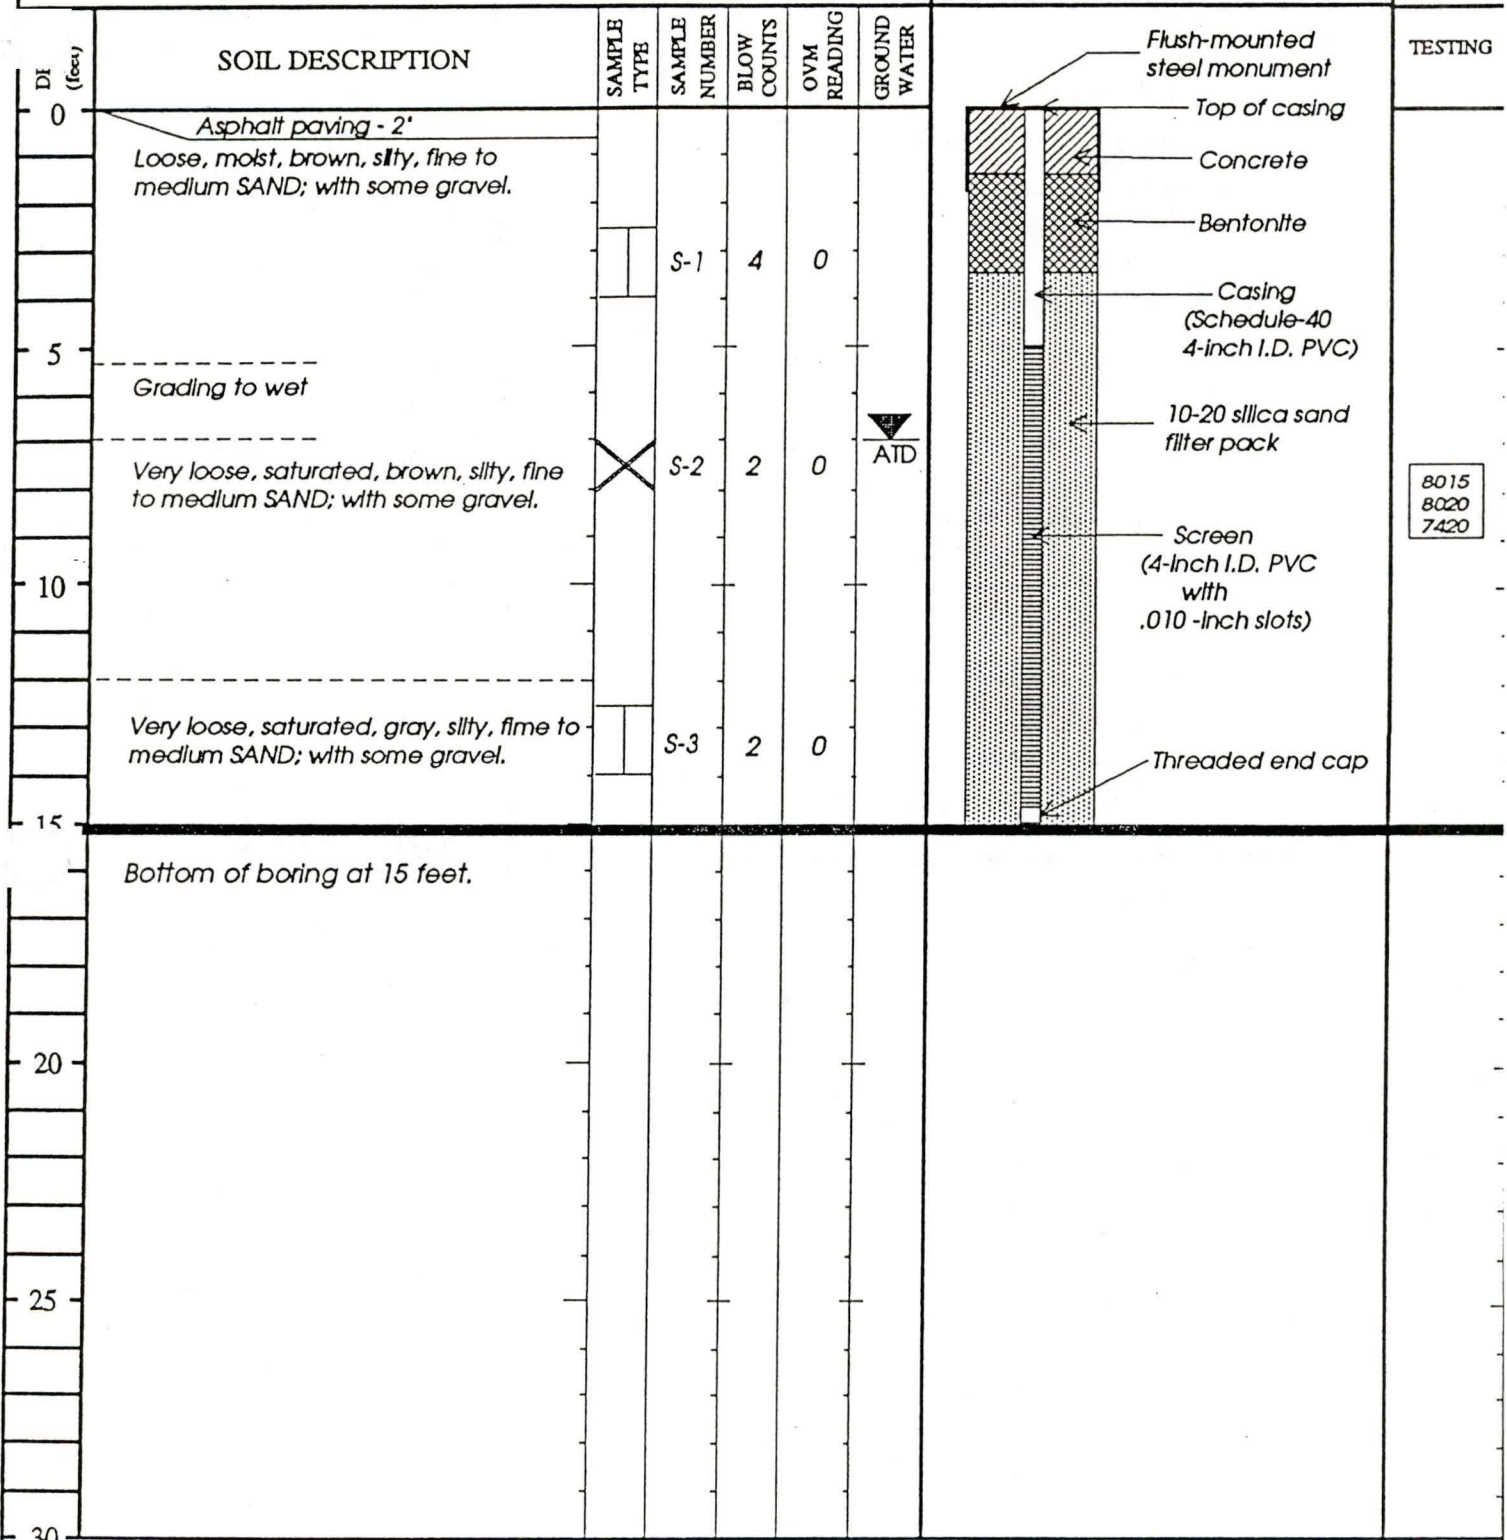 DE
(feet)
SOIL DESCRIPTION
SAMPLE
TYPE
SAMPLE
NUMBER
BLOW
COUNTS
OVM
READING
GROUND
WATER
TESTING
0
5
10
15
20
25
30
Asphalt paving - 2"
Loose, moist, brown, silty, fine to
medium SAND; with some gravel.
Grading to wet
Very loose, saturated, brown, silty, fine
to medium SAND; with some gravel.
Very loose, saturated, gray, silty, fime to
medium SAND; with some gravel.
Bottom of boring at 15 feet.
S-1 4 0
S-2 2 0
S-3 2 0
ATD
Flush-mounted
steel monument
Top of casing
Concrete
Bentonite
Casing
(Schedule-40
4-inch I.D. PVC)
10-20 silica sand
filter pack
Screen
(4-inch I.D. PVC
with
.010 -inch slots)
Threaded end cap
8015
8020
7420